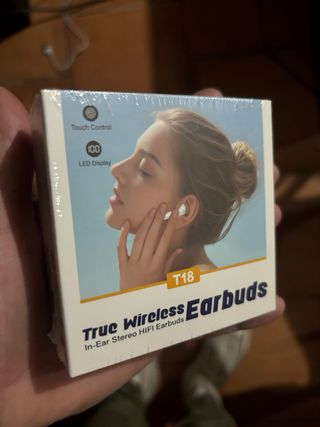 Touch Control
100
LED Display
T18
True Wireless Earbuds
In-Ear Stereo HIFI Earbuds